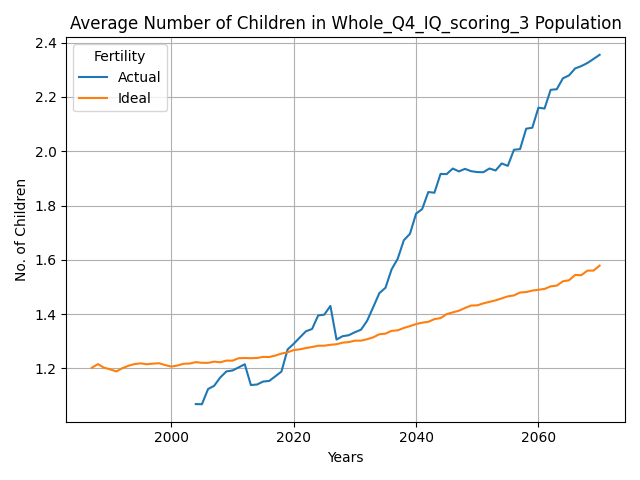 Average Number of Children in Whole_Q4_IQ_scoring_3 Population
Fertility
Actual
Ideal
No. of Children
2.4
2.2
2.0
1.8
1.6
1.4
1.2
2000
2020
2040
2060
Years